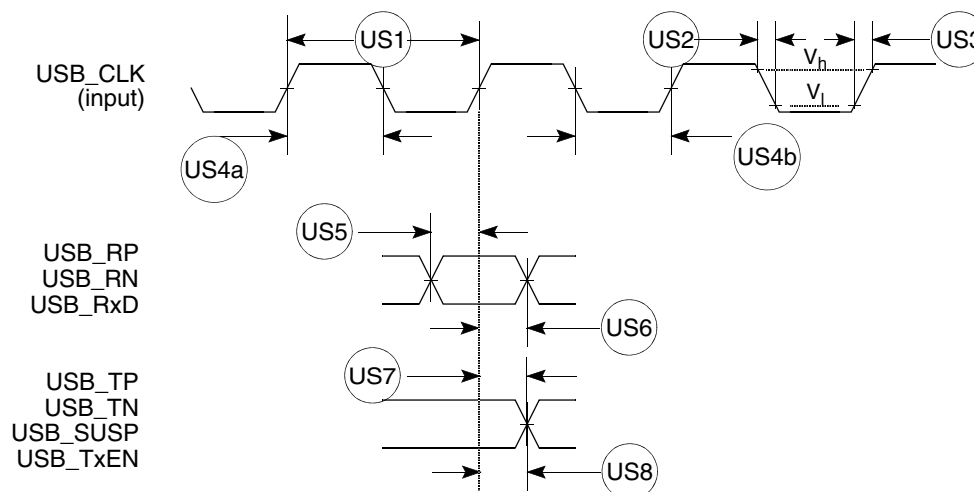 US1
US2
US3
USB_CLK
(input)
Vh
Vl
US4a
US4b
US5
USB_RP
USB_RN
USB_RxD
US6
US7
USB_TP
USB_TN
USB_SUSP
USB_TxEN
US8